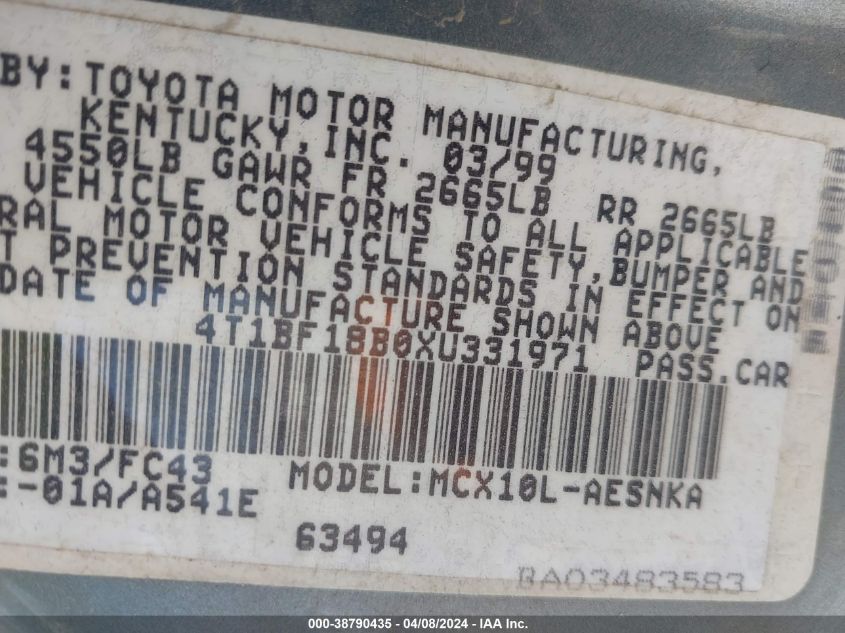 BY:TOYOTA MOTOR MANUFACTURING,
KENTUCKY,INC. 03/99
4550LB GAWR FR 2665LB RR 2665LB
VEHICLE CONFORMS TO ALL APPLICABLE
RAL MOTOR VEHICLE SAFETY,BUMPER AND
T PREVENTION STANDARDS IN EFFECT ON
DATE OF MANUFACTURE SHOWN ABOVE
4T1BF18B0XU331971 PASS.CAR
:6M3/FC43 MODEL:MCX10L-AESNKA
:-01A/A541E
63494
BA03483583
000-38790435 - 04/08/2024 - IAA Inc.